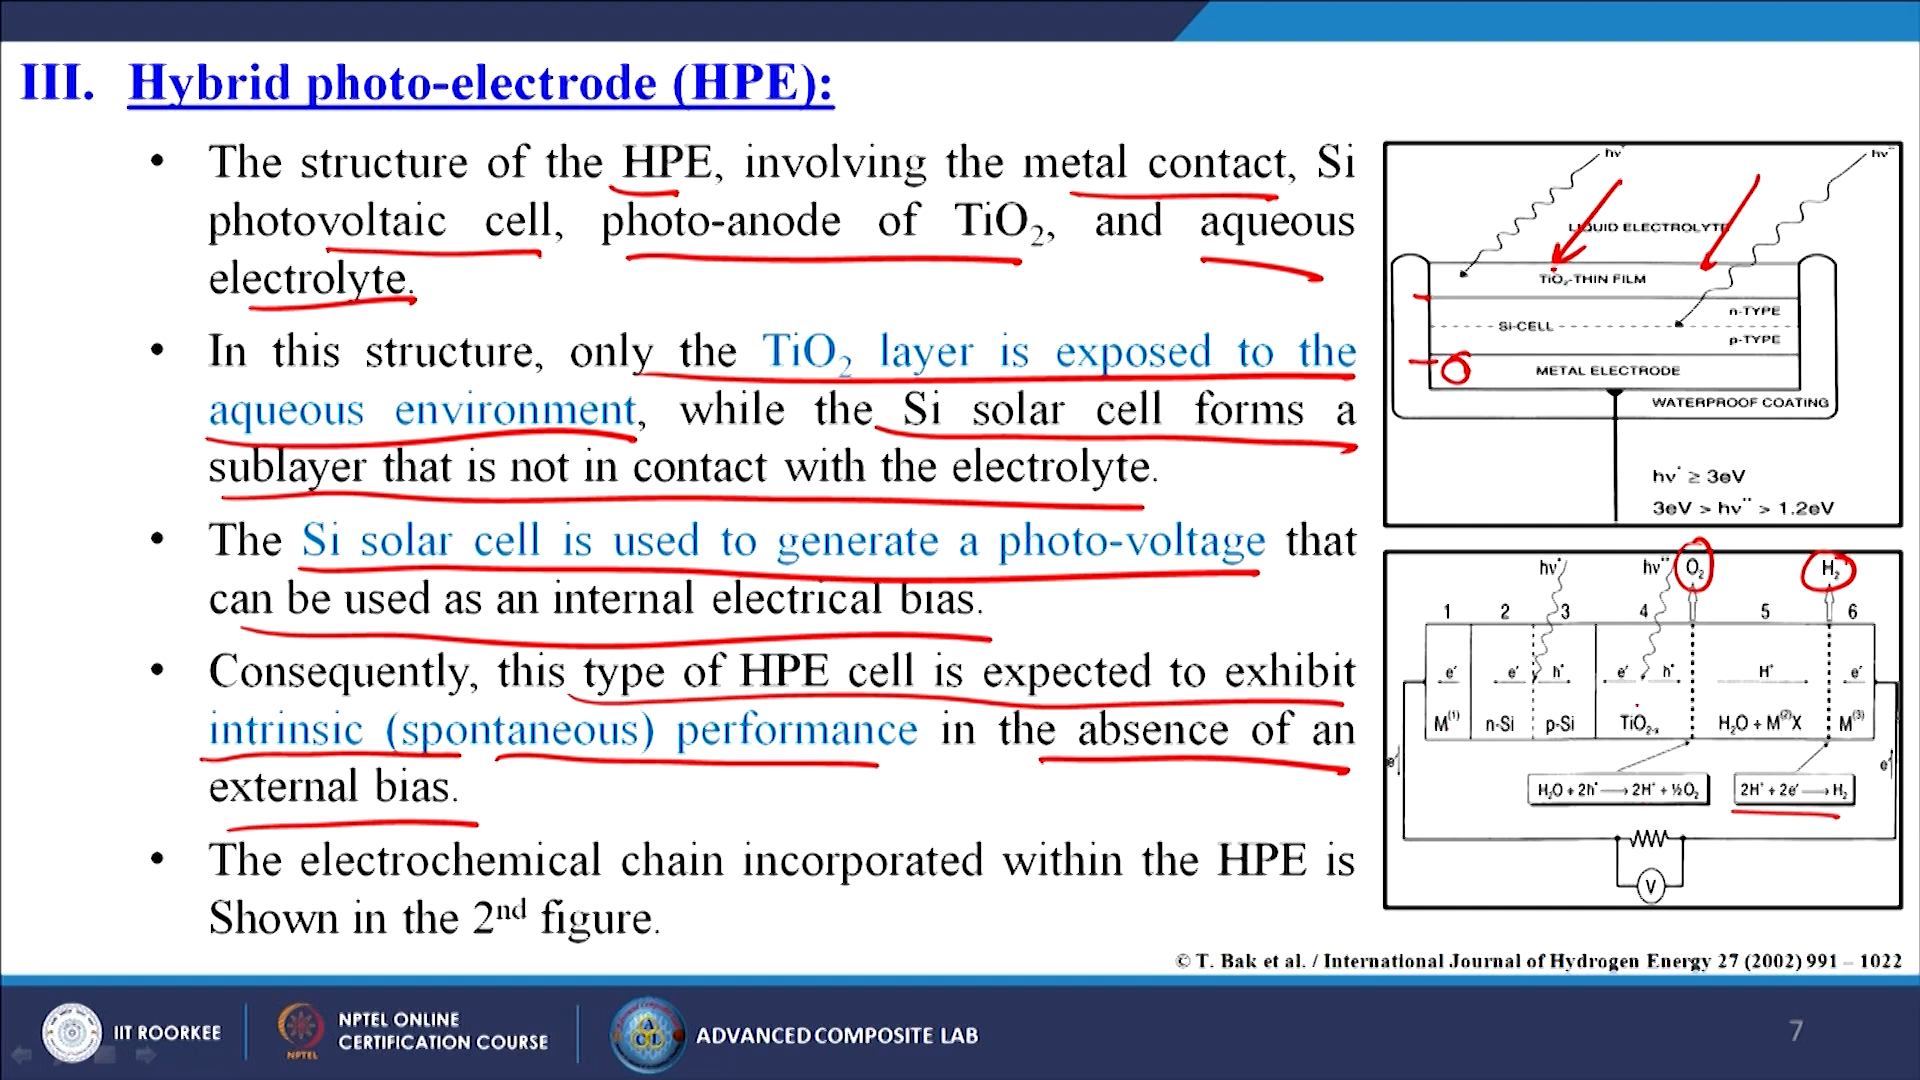 III. Hybrid photo-electrode (HPE):
• The structure of the HPE, involving the metal contact, Si
photovoltaic cell, photo-anode of TiO₂, and aqueous
electrolyte.
• In this structure, only the TiO₂ layer is exposed to the
aqueous environment, while the Si solar cell forms a
sublayer that is not in contact with the electrolyte.
• The Si solar cell is used to generate a photo-voltage that
can be used as an internal electrical bias.
• Consequently, this type of HPE cell is expected to exhibit
intrinsic (spontaneous) performance in the absence of an
external bias.
• The electrochemical chain incorporated within the HPE is
Shown in the 2ⁿᵈ figure.
hν' hν''
LIQUID ELECTROLYTE
TiO₂-THIN FILM
n-TYPE
Si-CELL
p-TYPE
METAL ELECTRODE
WATERPROOF COATING
hν' ≥ 3eV
3eV > hν'' > 1.2eV
hν' hν'' O₂ H₂
1 2 3 4 5 6
e' e' h• e' h• H• e'
M⁽¹⁾ n-Si p-Si TiO₂₋ₓ H₂O + M⁽²⁾X M⁽³⁾
e' e'
H₂O + 2h• → 2H• + ½O₂ 2H• + 2e' → H₂
V
© T. Bak et al. / International Journal of Hydrogen Energy 27 (2002) 991 – 1022
IIT ROORKEE
NPTEL
NPTEL ONLINE
CERTIFICATION COURSE
ADVANCED COMPOSITE LAB
7